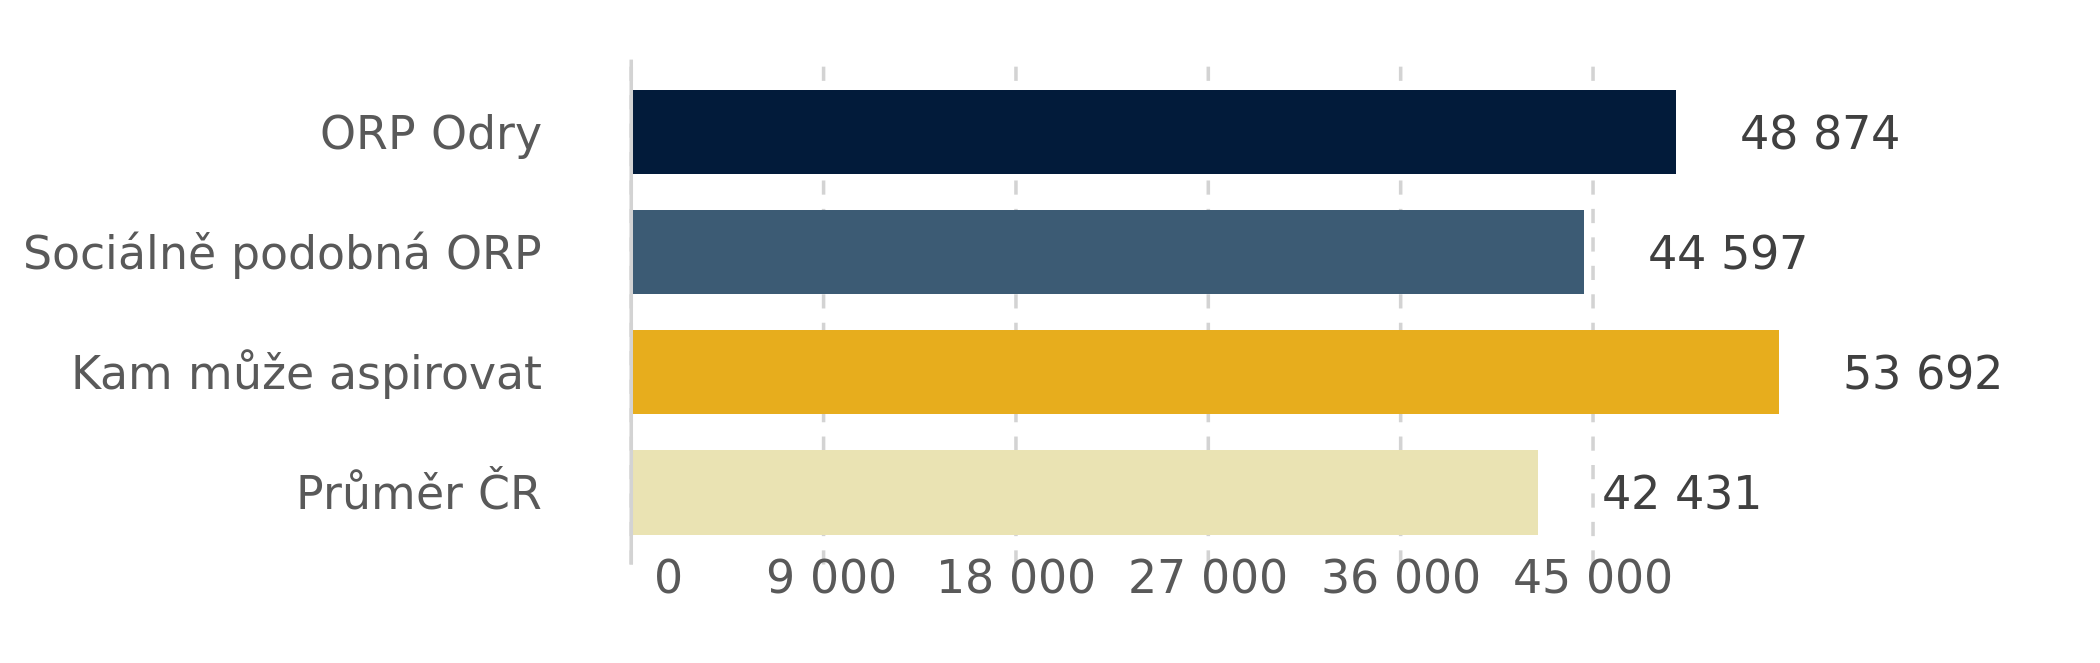 ORP Odry 48 874
Sociálně podobná ORP 44 597
Kam může aspirovat 53 692
Průměr ČR 42 431
0 9 000 18 000 27 000 36 000 45 000